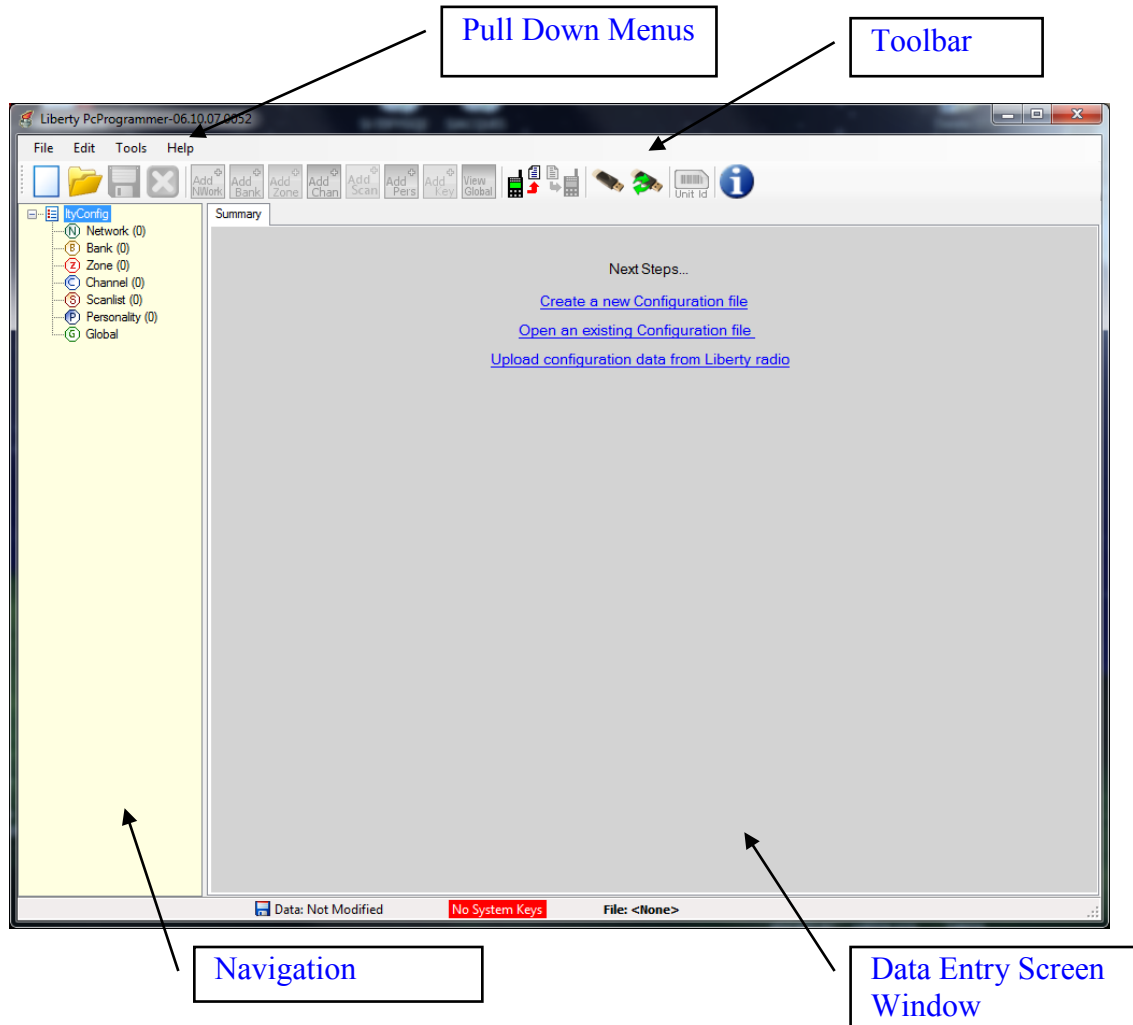 Pull Down Menus
Toolbar
Liberty PcProgrammer-06.10.07.0052
File Edit Tools Help
Add NWork
Add Bank
Add Zone
Add Chan
Add Scan
Add Pers
Add Key
View Global
Unit Id
ltyConfig
Summary
N Network (0)
B Bank (0)
Z Zone (0)
C Channel (0)
S Scanlist (0)
P Personality (0)
G Global
Next Steps...
Create a new Configuration file
Open an existing Configuration file
Upload configuration data from Liberty radio
Data: Not Modified No System Keys File: <None>
Navigation
Data Entry Screen
Window